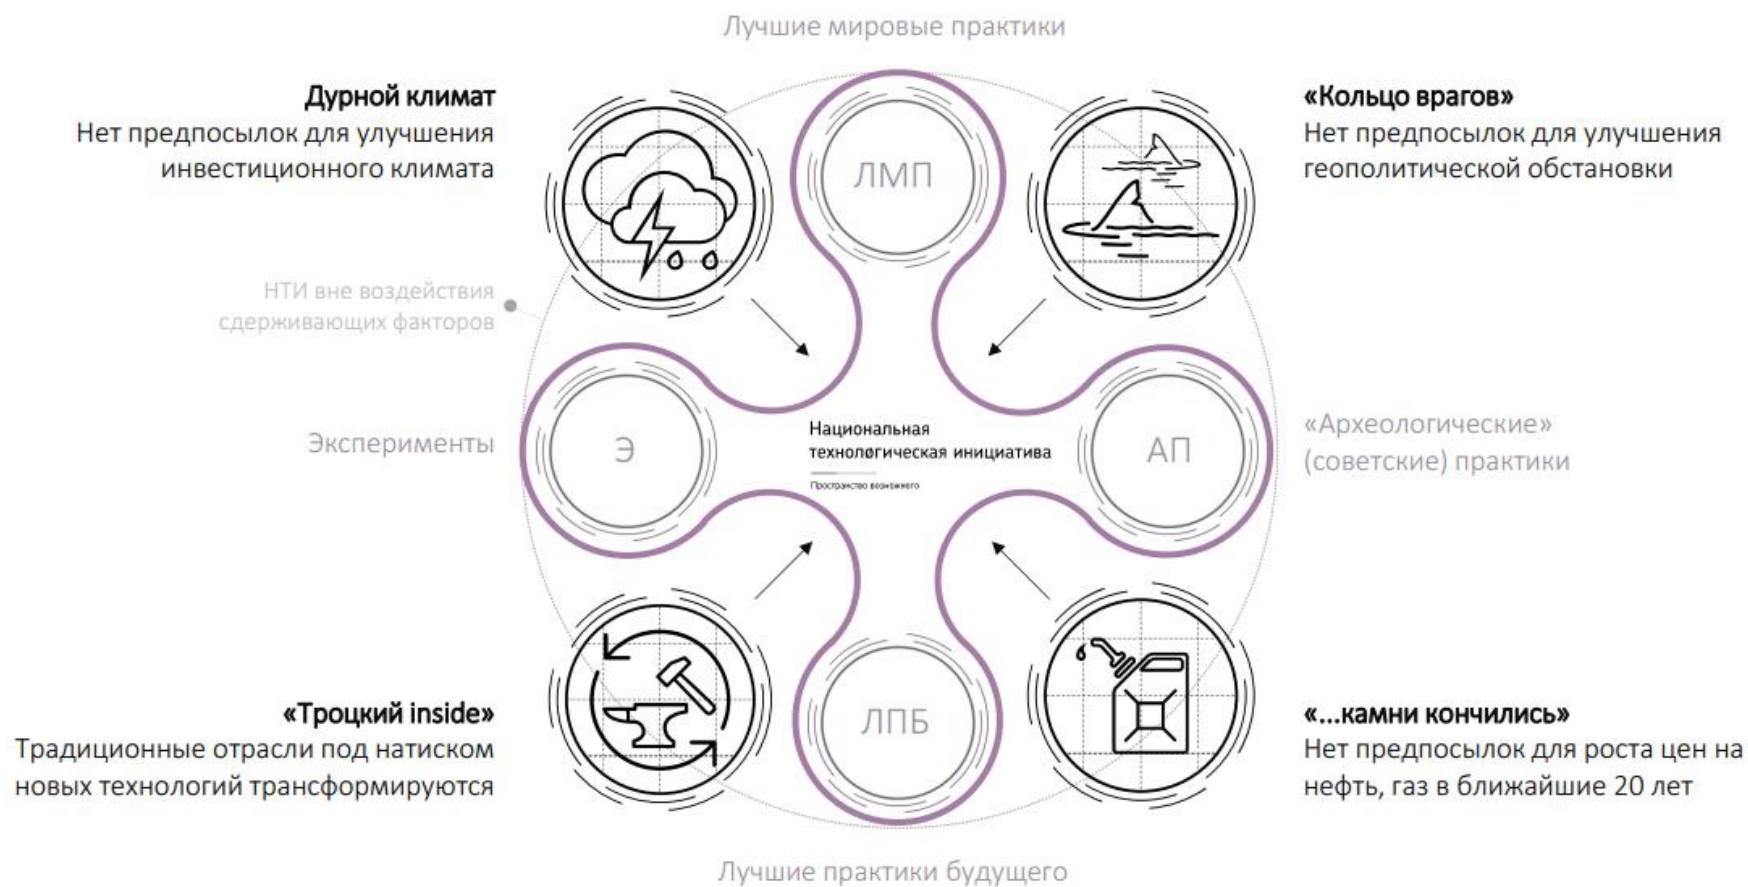 Лучшие мировые практики
Дурной климат
Нет предпосылок для улучшения
инвестиционного климата
«Кольцо врагов»
Нет предпосылок для улучшения
геополитической обстановки
ЛМП
НТИ вне воздействия
сдерживающих факторов
Эксперименты
Э
Национальная
технологическая инициатива
Пространство возможного
АП
«Археологические»
(советские) практики
ЛПБ
«Троцкий inside»
Традиционные отрасли под натиском
новых технологий трансформируются
«...камни кончились»
Нет предпосылок для роста цен на
нефть, газ в ближайшие 20 лет
Лучшие практики будущего